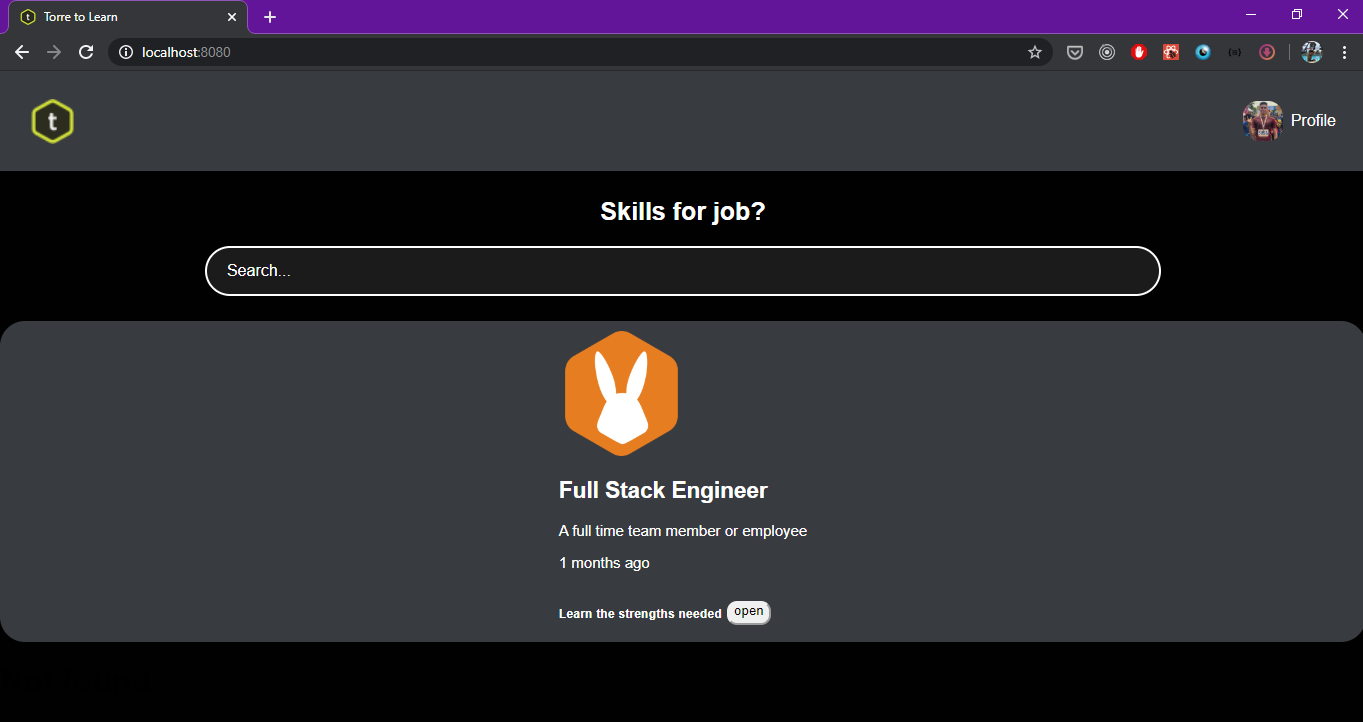 Torre to Learn
localhost:8080
t
Profile
Skills for job?
Search...
Full Stack Engineer
A full time team member or employee
1 months ago
Learn the strengths needed open